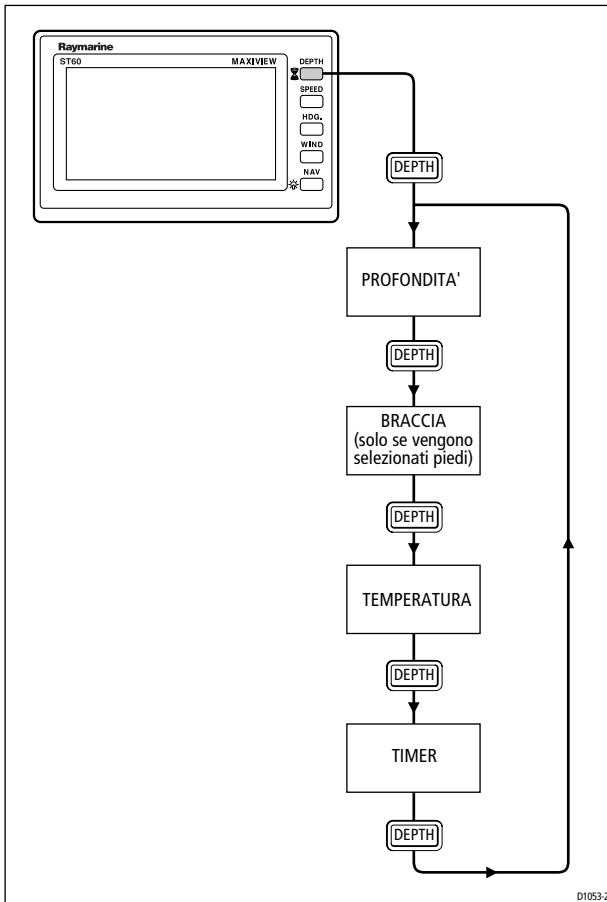 Raymarine
ST60 MAXIVIEW
DEPTH
SPEED
HDG.
WIND
NAV
DEPTH
PROFONDITA'
DEPTH
BRACCIA
(solo se vengono
selezionati piedi)
DEPTH
TEMPERATURA
DEPTH
TIMER
DEPTH
D1053-2